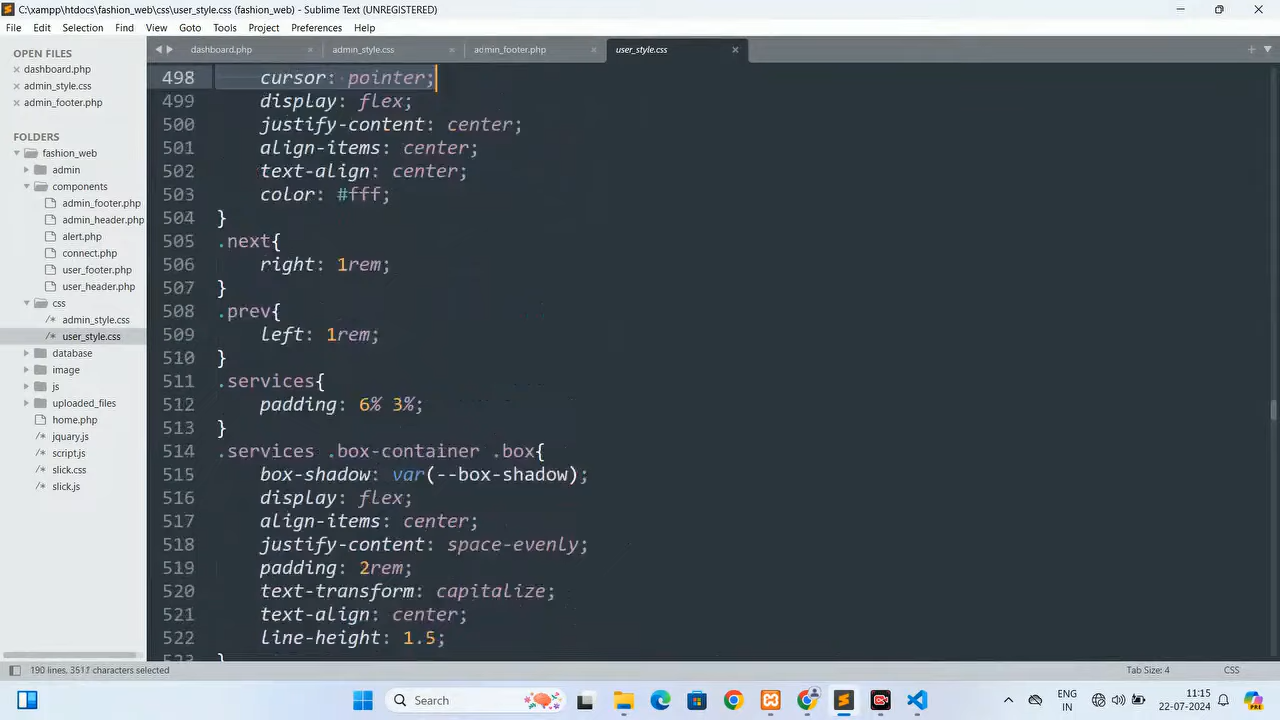 C:\xampp\htdocs\fashion_web\css\user_style.css (fashion_web) - Sublime Text (UNREGISTERED)
File Edit Selection Find View Goto Tools Project Preferences Help
OPEN FILES
dashboard.php
admin_style.css
admin_footer.php
FOLDERS
fashion_web
admin
components
admin_footer.php
admin_header.php
alert.php
connect.php
user_footer.php
user_header.php
css
admin_style.css
user_style.css
database
image
js
uploaded_files
home.php
jquary.js
script.js
slick.css
slick.js
dashboard.php admin_style.css admin_footer.php user_style.css
498 cursor: pointer;
499 display: flex;
500 justify-content: center;
501 align-items: center;
502 text-align: center;
503 color: #fff;
504 }
505 .next{
506 right: 1rem;
507 }
508 .prev{
509 left: 1rem;
510 }
511 .services{
512 padding: 6% 3%;
513 }
514 .services .box-container .box{
515 box-shadow: var(--box-shadow);
516 display: flex;
517 align-items: center;
518 justify-content: space-evenly;
519 padding: 2rem;
520 text-transform: capitalize;
521 text-align: center;
522 line-height: 1.5;
523 }
190 lines, 3517 characters selected
Tab Size: 4
CSS
Search
ENG
IN
11:15
22-07-2024